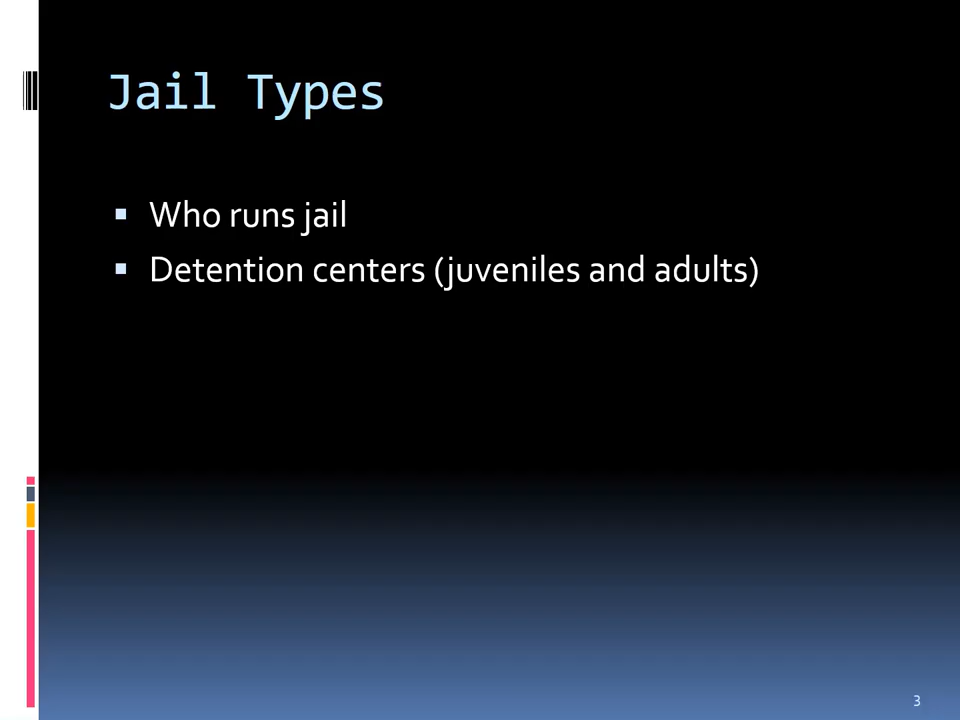 Jail Types
▪ Who runs jail
▪ Detention centers (juveniles and adults)
3